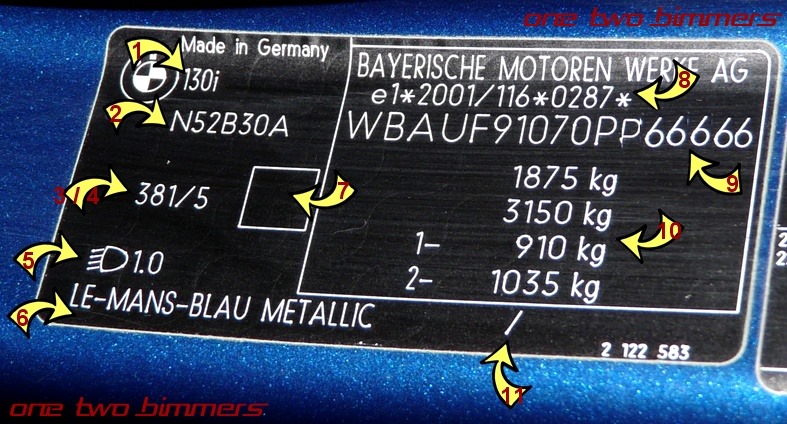 one two bimmers
Made in Germany
1
130i
BAYERISCHE MOTOREN WERKE AG
8
e1*2001/116*0287*
2
N52B30A
WBAUF91070PP66666
9
3 / 4
381/5
7
1875 kg
3150 kg
10
1- 910 kg
2- 1035 kg
5
1.0
6
LE-MANS-BLAU METALLIC
/
2 122 583
11
one two bimmers.